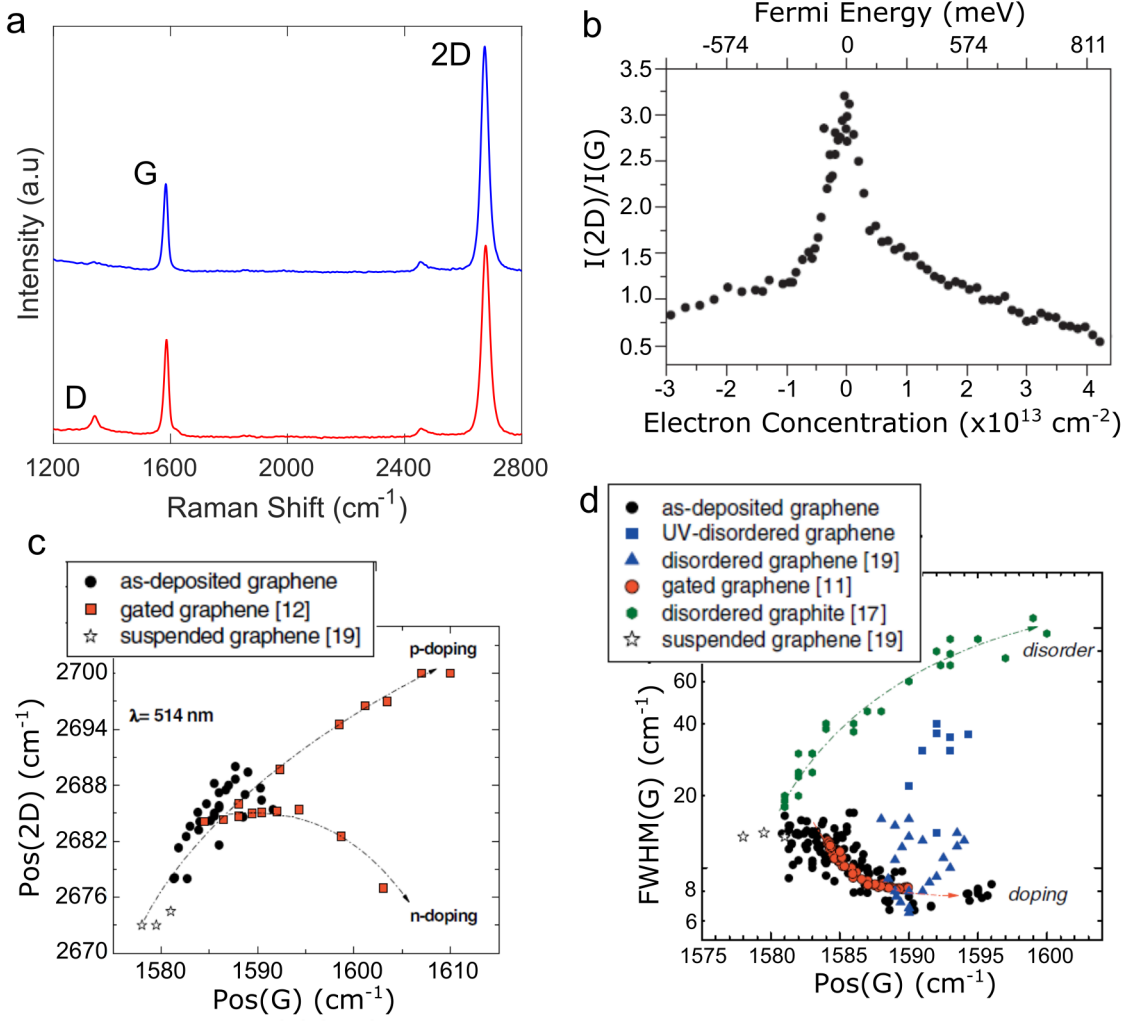 a
2D
G
D
Intensity (a.u)
1200 1600 2000 2400 2800
Raman Shift (cm-1)
b
Fermi Energy (meV)
-574 0 574 811
3.5
3.0
2.5
2.0
1.5
1.0
0.5
I(2D)/I(G)
-3 -2 -1 0 1 2 3 4
Electron Concentration (x10¹³ cm-2)
c
as-deposited graphene
gated graphene [12]
suspended graphene [19]
p-doping
λ= 514 nm
n-doping
2700
2694
2688
2682
2676
2670
Pos(2D) (cm-1)
1580 1590 1600 1610
Pos(G) (cm-1)
d
as-deposited graphene
UV-disordered graphene
disordered graphene [19]
gated graphene [11]
disordered graphite [17]
suspended graphene [19]
disorder
doping
60
40
20
8
6
FWHM(G) (cm-1)
1575 1580 1585 1590 1595 1600
Pos(G) (cm-1)